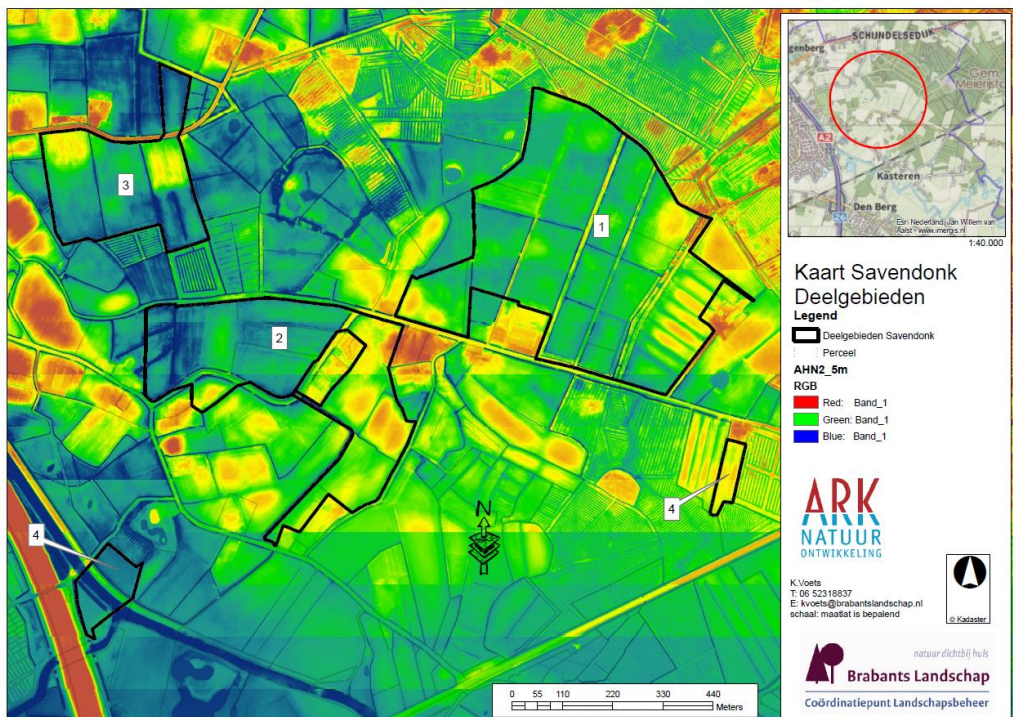 3
1
2
4
4
N
0 55 110 220 330 440
Meters
SCHIJNDELSEDIJK
genberg
Gem.
Meierijst
A2
Kasteren
Den Berg
Esri Nederland, Jan Willem van
Aalst - www.imergis.nl
1:40.000
Kaart Savendonk
Deelgebieden
Legend
Deelgebieden Savendonk
Perceel
AHN2_5m
RGB
Red: Band_1
Green: Band_1
Blue: Band_1
ARK
NATUUR
ONTWIKKELING
K.Voets
T: 06 52318837
E: kvoets@brabantslandschap.nl
schaal: maatlat is bepalend
© Kadaster
natuur dichtbij huis
Brabants Landschap
Coördinatiepunt Landschapsbeheer